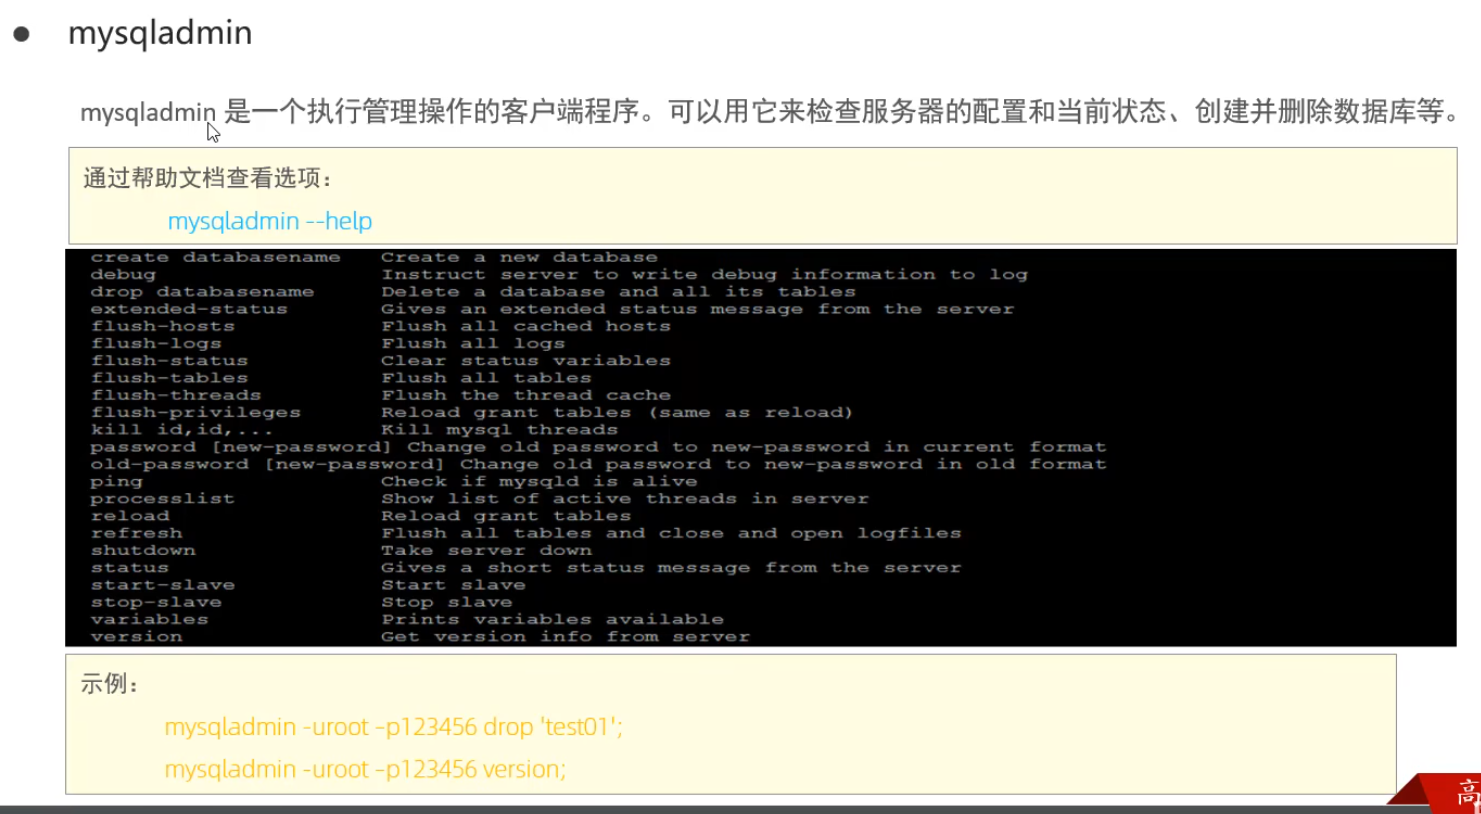 ● mysqladmin
mysqladmin 是一个执行管理操作的客户端程序。可以用它来检查服务器的配置和当前状态、创建并删除数据库等。
通过帮助文档查看选项：
mysqladmin --help
create databasename Create a new database
debug Instruct server to write debug information to log
drop databasename Delete a database and all its tables
extended-status Gives an extended status message from the server
flush-hosts Flush all cached hosts
flush-logs Flush all logs
flush-status Clear status variables
flush-tables Flush all tables
flush-threads Flush the thread cache
flush-privileges Reload grant tables (same as reload)
kill id,id,... Kill mysql threads
password [new-password] Change old password to new-password in current format
old-password [new-password] Change old password to new-password in old format
ping Check if mysqld is alive
processlist Show list of active threads in server
reload Reload grant tables
refresh Flush all tables and close and open logfiles
shutdown Take server down
status Gives a short status message from the server
start-slave Start slave
stop-slave Stop slave
variables Prints variables available
version Get version info from server
示例：
mysqladmin -uroot –p123456 drop 'test01';
mysqladmin -uroot –p123456 version;
高